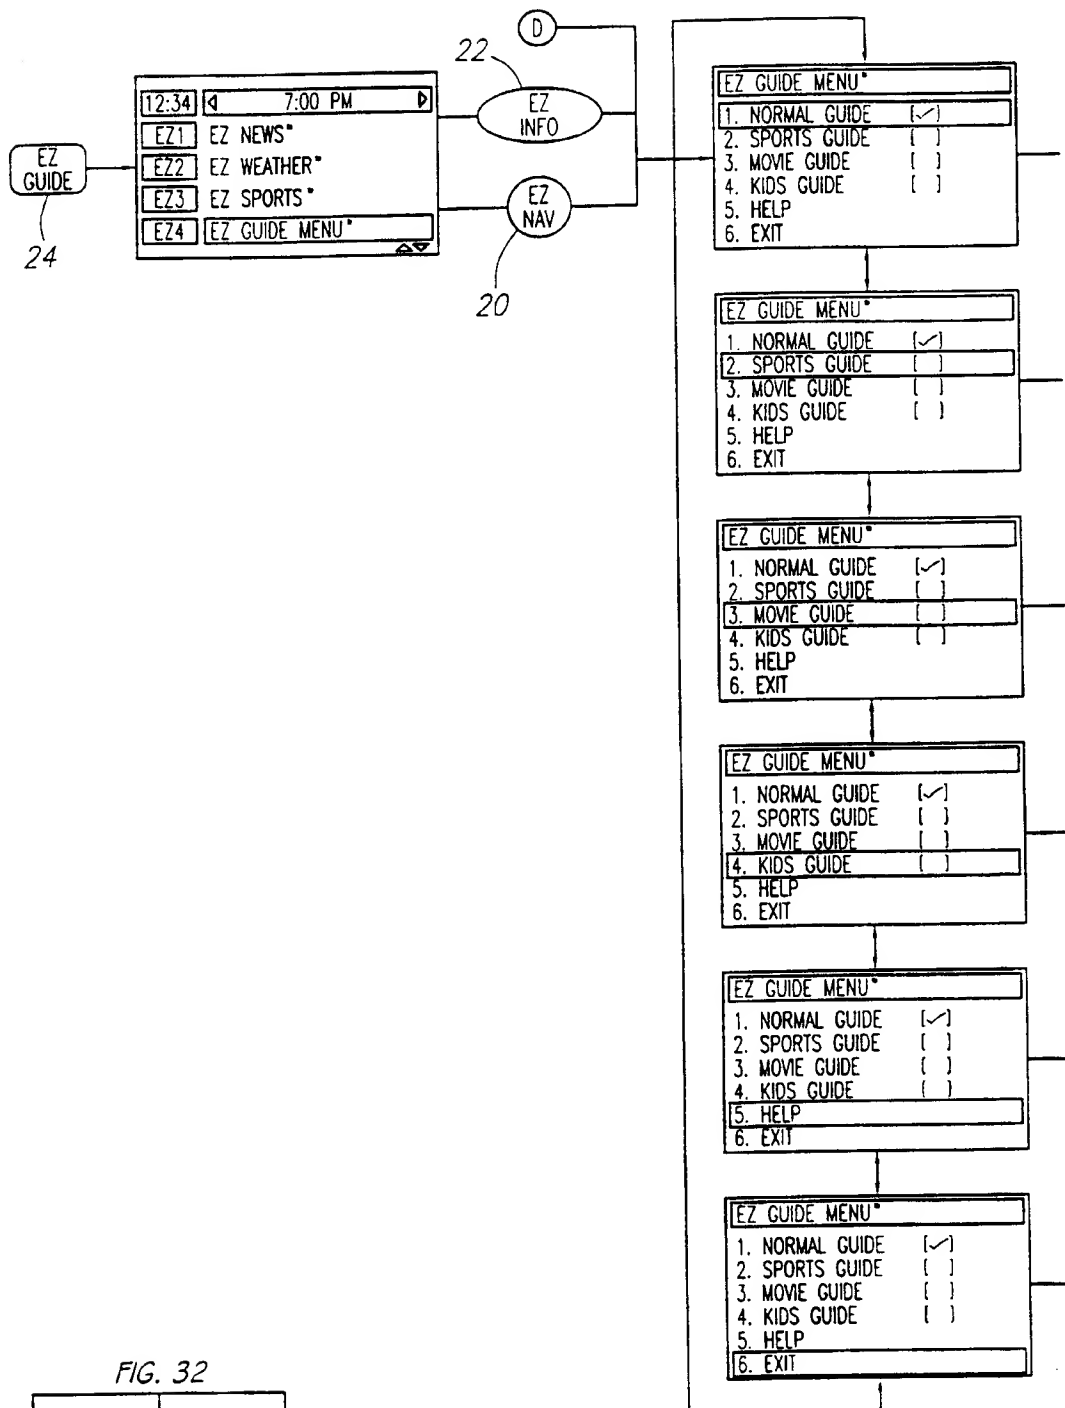 D
22
EZ
GUIDE
24
12:34 7:00 PM
EZ1 EZ NEWS
EZ2 EZ WEATHER
EZ3 EZ SPORTS
EZ4 EZ GUIDE MENU
EZ
INFO
EZ
NAV
20
EZ GUIDE MENU
1. NORMAL GUIDE [✓]
2. SPORTS GUIDE [ ]
3. MOVIE GUIDE [ ]
4. KIDS GUIDE [ ]
5. HELP
6. EXIT
EZ GUIDE MENU
1. NORMAL GUIDE [✓]
2. SPORTS GUIDE [ ]
3. MOVIE GUIDE [ ]
4. KIDS GUIDE [ ]
5. HELP
6. EXIT
EZ GUIDE MENU
1. NORMAL GUIDE [✓]
2. SPORTS GUIDE [ ]
3. MOVIE GUIDE [ ]
4. KIDS GUIDE [ ]
5. HELP
6. EXIT
EZ GUIDE MENU
1. NORMAL GUIDE [✓]
2. SPORTS GUIDE [ ]
3. MOVIE GUIDE [ ]
4. KIDS GUIDE [ ]
5. HELP
6. EXIT
EZ GUIDE MENU
1. NORMAL GUIDE [✓]
2. SPORTS GUIDE [ ]
3. MOVIE GUIDE [ ]
4. KIDS GUIDE [ ]
5. HELP
6. EXIT
EZ GUIDE MENU
1. NORMAL GUIDE [✓]
2. SPORTS GUIDE [ ]
3. MOVIE GUIDE [ ]
4. KIDS GUIDE [ ]
5. HELP
6. EXIT
FIG. 32